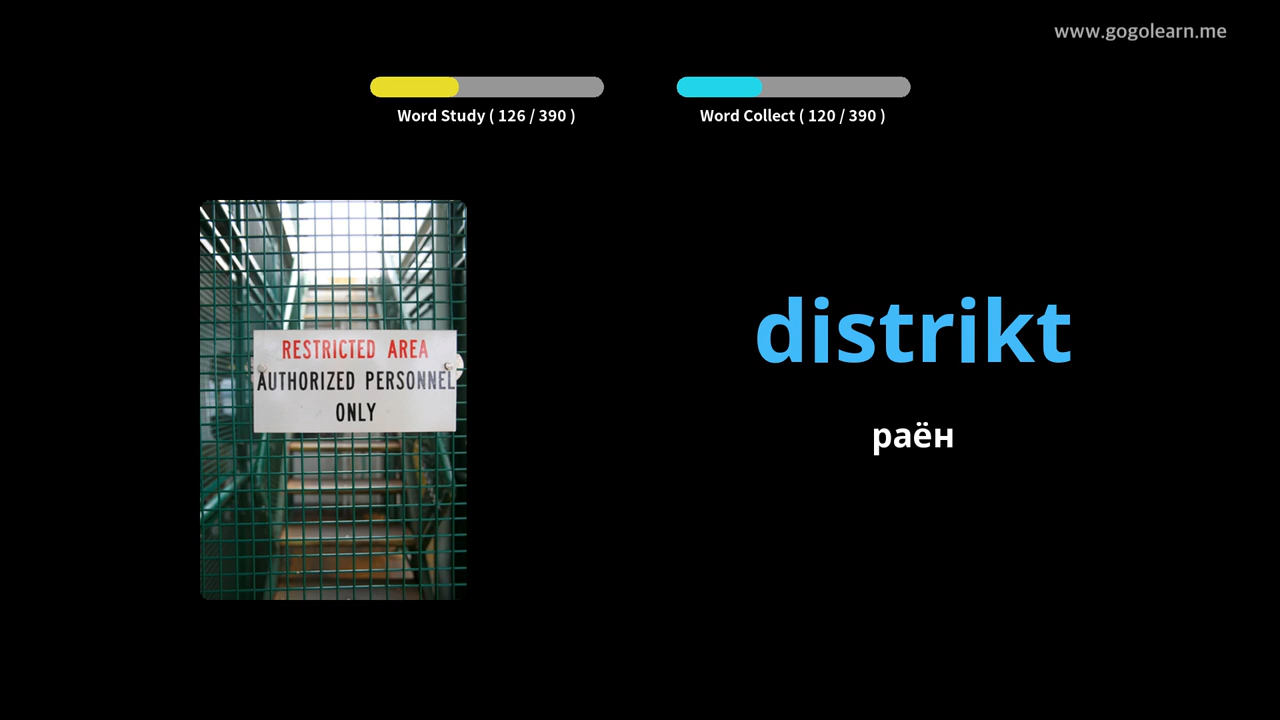 www.gogolearn.me
Word Study ( 126 / 390 )
Word Collect ( 120 / 390 )
RESTRICTED AREA
AUTHORIZED PERSONNEL
ONLY
distrikt
раён